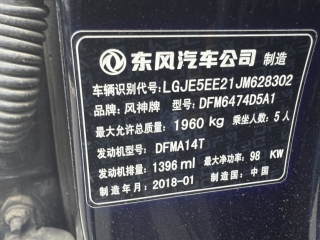 东风汽车公司 制造
车辆识别代号: LGJE5EE21JM628302
品牌: 风神牌 型号: DFM6474D5A1
最大允许总质量: 1960 kg 乘坐人数: 5 人
发动机型号: DFMA14T
发动机排量: 1396 ml 最大净功率: 98 KW
制造年月: 2018-01 制造国: 中国